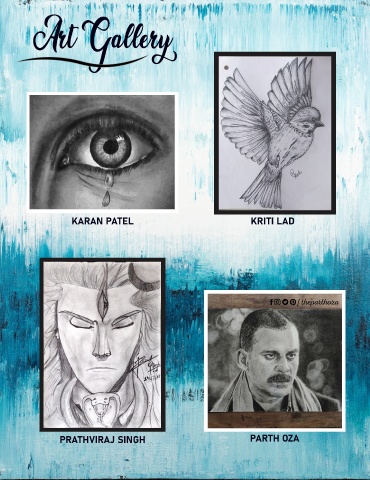 Art Gallery
KARAN PATEL
KRITI LAD
/theparthoza
PRATHVIRAJ SINGH
PARTH OZA